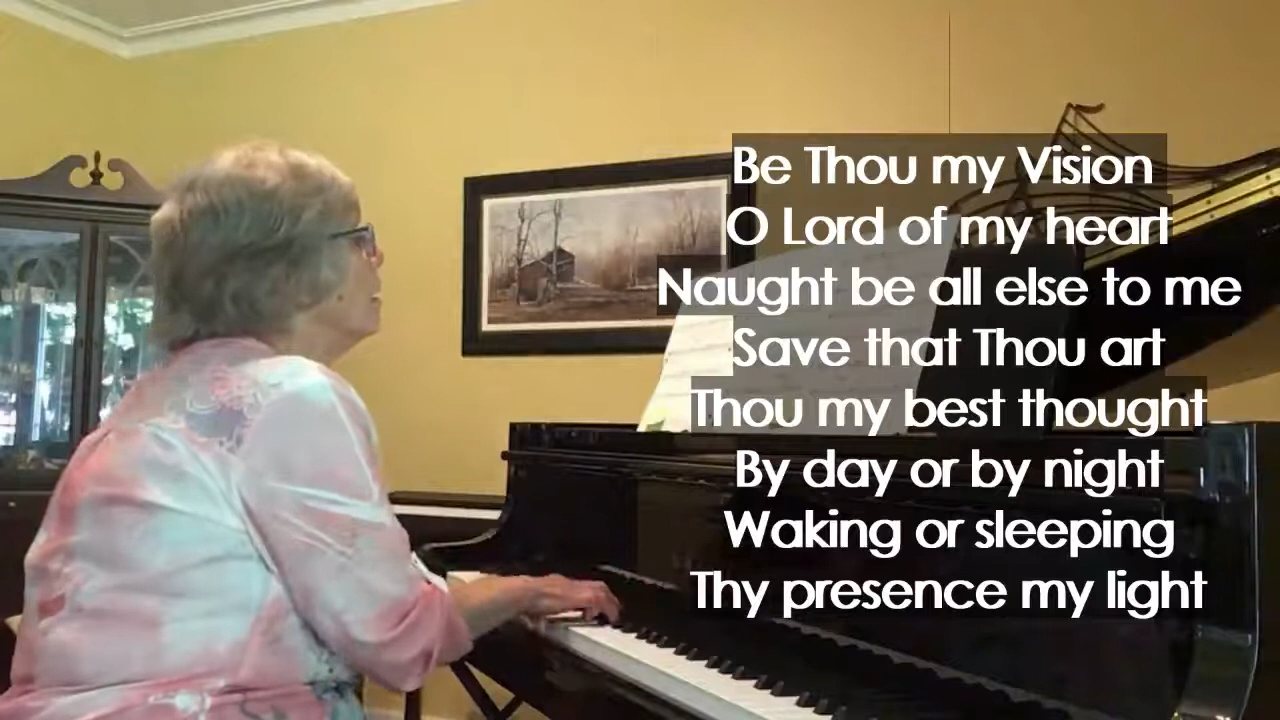 Be Thou my Vision
O Lord of my heart
Naught be all else to me
Save that Thou art
Thou my best thought
By day or by night
Waking or sleeping
Thy presence my light